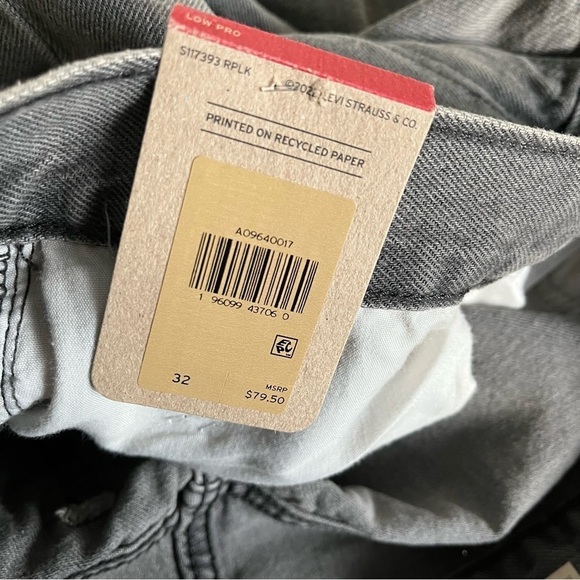 LOW PRO
S117393 RPLK
LEVI STRAUSS & CO.
PRINTED ON RECYCLED PAPER
A09640017
1 96099 43706 0
32
MSRP
$79.50